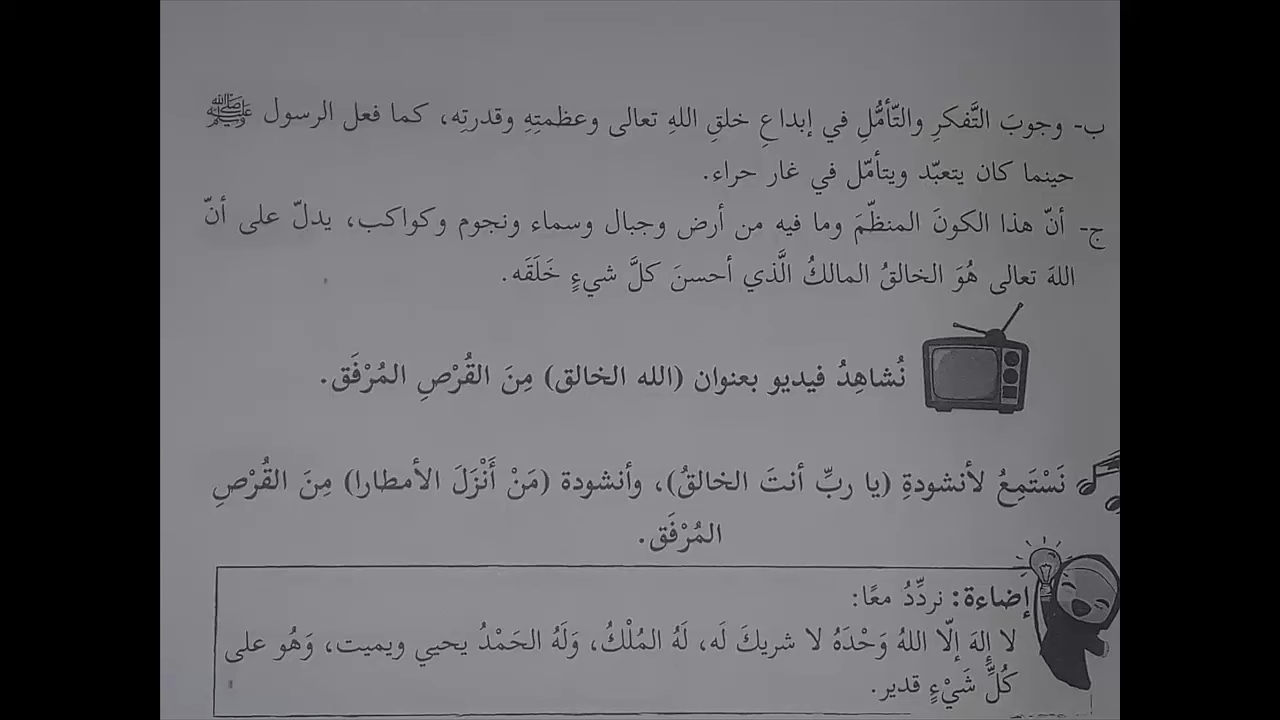 ب- وجوبَ التَّفكرِ والتّأمُّلِ في إبداعِ خلقِ اللهِ تعالى وعظمتِهِ وقدرتِه، كما فعل الرسول ﷺ
حينما كان يتعبّد ويتأمّل في غار حراء.
ج- أنّ هذا الكونَ المنظّمَ وما فيه من أرض وجبال وسماء ونجوم وكواكب، يدلّ على أنّ
اللهَ تعالى هُوَ الخالقُ المالكُ الَّذي أحسنَ كلَّ شيءٍ خَلَقَه.
نُشاهِدُ فيديو بعنوان (الله الخالق) مِنَ القُرْصِ المُرْفَق.
نَسْتَمِعُ لأنشودةِ (يا ربِّ أنتَ الخالقُ)، وأنشودة (مَنْ أَنْزَلَ الأمطارا) مِنَ القُرْصِ
المُرْفَق.
إضاءة: نردِّدُ معًا:
لا إِلهَ إلّا اللهُ وَحْدَهُ لا شريكَ لَه، لَهُ المُلْكُ، وَلَهُ الحَمْدُ يحيي ويميت، وَهُو على
كُلِّ شَيْءٍ قدير.